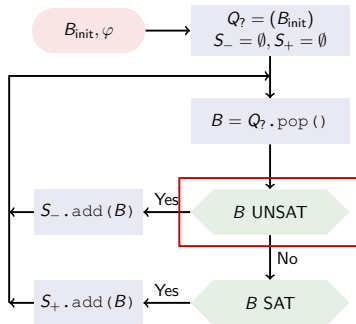 B_init, φ
Q_? = (B_init)
S_− = ∅, S_+ = ∅
B = Q_?.pop()
S_−.add(B)
Yes
B UNSAT
No
S_+.add(B)
Yes
B SAT